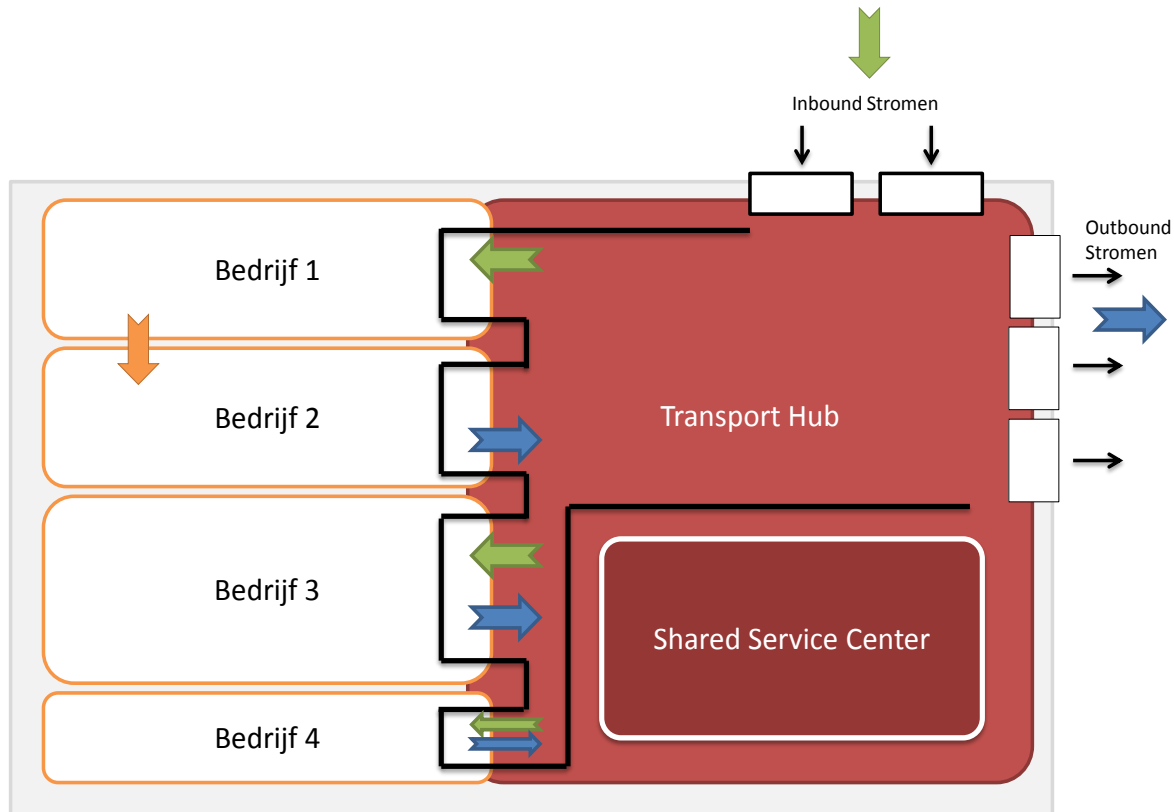 Inbound Stromen
Outbound
Stromen
Bedrijf 1
Bedrijf 2
Transport Hub
Bedrijf 3
Shared Service Center
Bedrijf 4